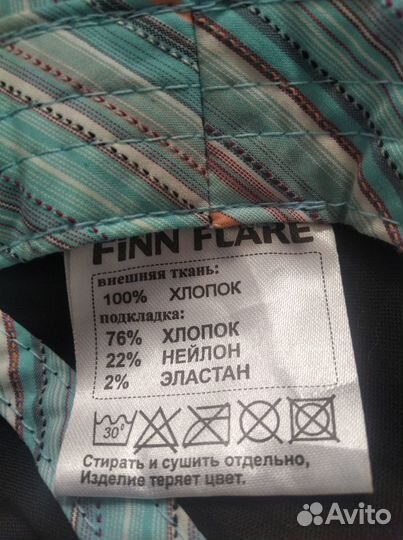 FiNN FLARE
внешняя ткань:
100% ХЛОПОК
подкладка:
76% ХЛОПОК
22% НЕЙЛОН
2% ЭЛАСТАН
30°
Стирать и сушить отдельно,
Изделие теряет цвет.
Avito